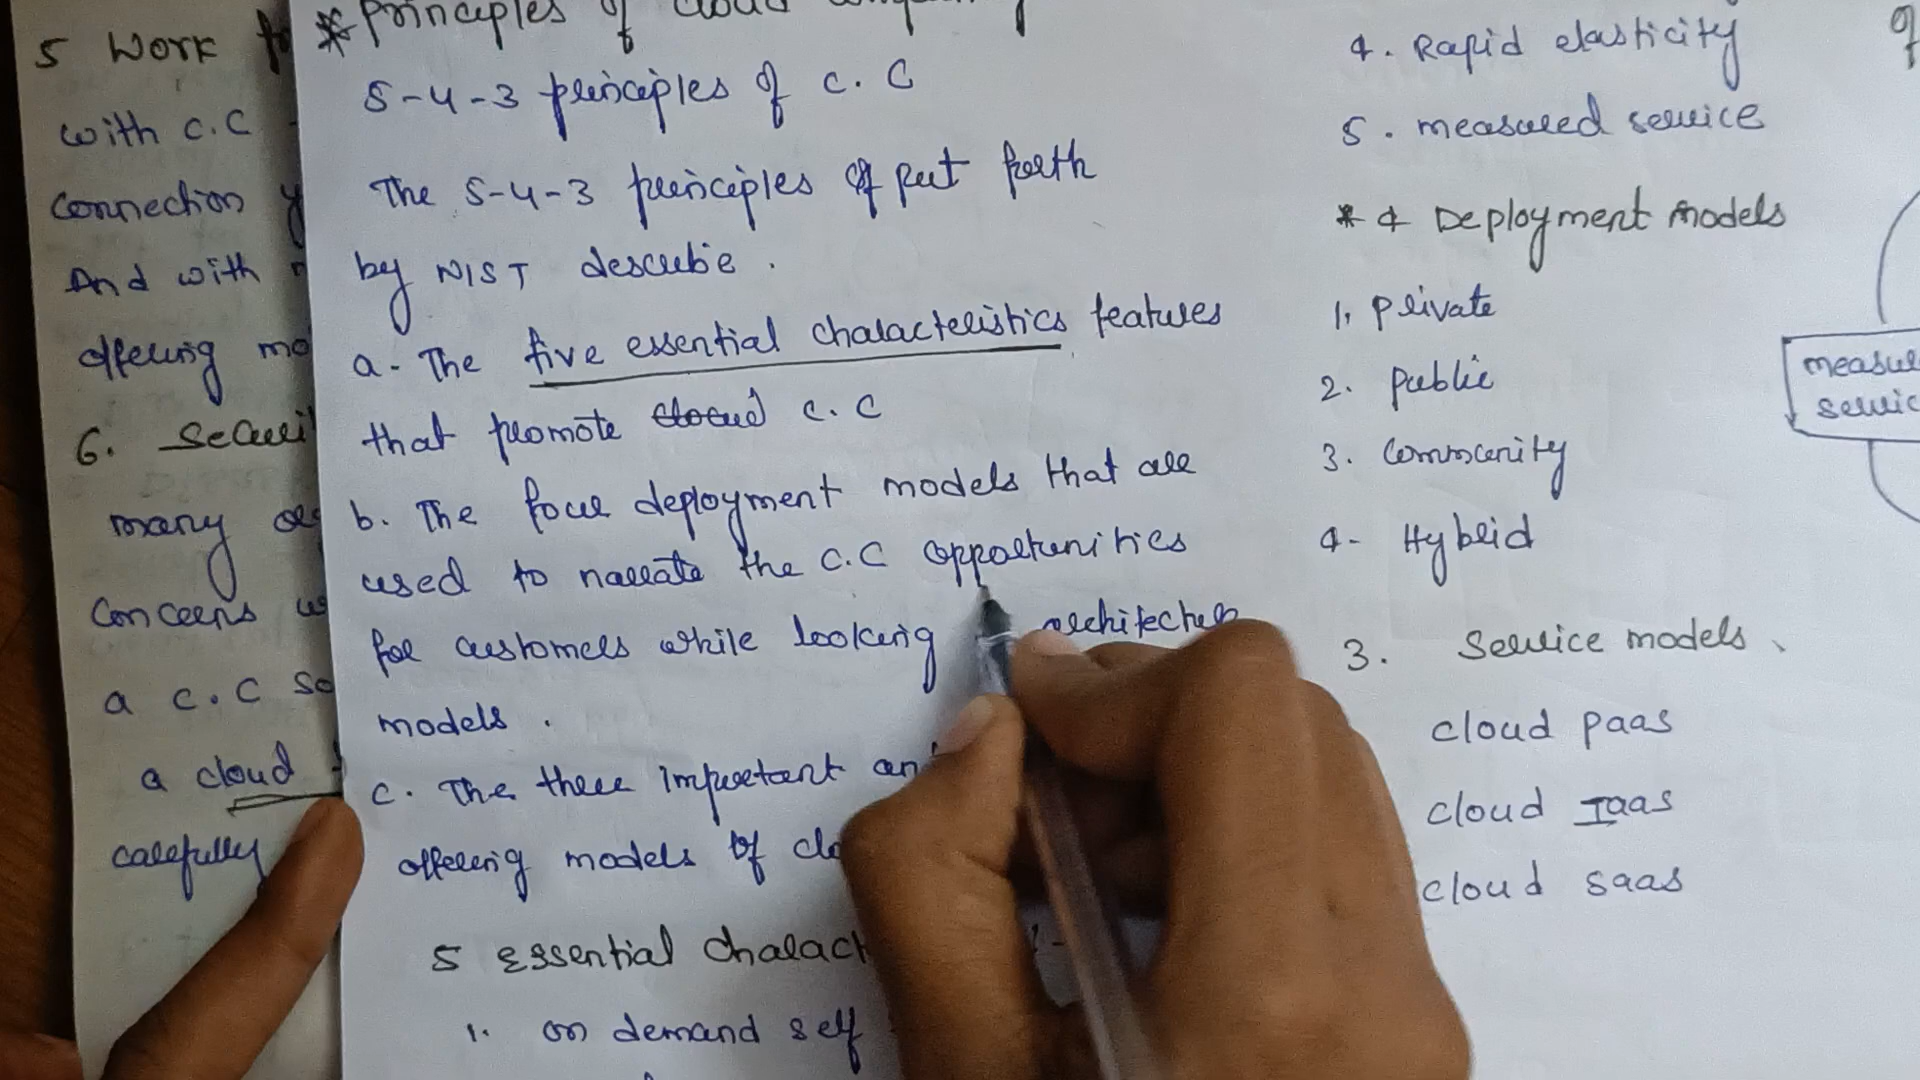 5 Work
with C.C
Connection
And with
offering
6.
many
Concerns
a C.C
a cloud
carefully
* principles of cloud
5-4-3 principles of C.C
The 5-4-3 principles of put forth
by NIST describe.
a. The five essential characteristics features
that promote cloud C.C
b. The four deployment models that are
used to narrate the C.C opportunities
for customers while looking architecture
models.
c. The three important
offering models of
5 Essential
1. on demand self
4. Rapid elasticity
5. measured service
* 4 Deployment models
1. private
2. public
3. Community
4- Hybrid
3. Service models
cloud paas
cloud Iaas
cloud saas